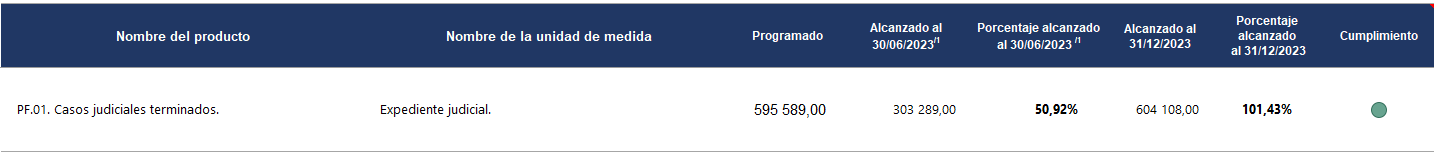 Nombre del producto
Nombre de la unidad de medida
Programado
Alcanzado al
30/06/2023/1
Porcentaje alcanzado
al 30/06/2023 /1
Alcanzado al
31/12/2023
Porcentaje
alcanzado
al 31/12/2023
Cumplimiento
PF.01. Casos judiciales terminados.
Expediente judicial.
595 589,00
303 289,00
50,92%
604 108,00
101,43%